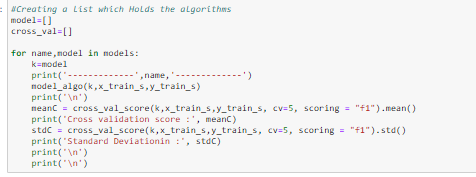 #Creating a list which Holds the algorithms
model=[]
cross_val=[]
for name,model in models:
    k=model
    print('-------------',name,'-------------')
    model_algo(k,x_train_s,y_train_s)
    print('\n')
    meanC = cross_val_score(k,x_train_s,y_train_s, cv=5, scoring = "f1").mean()
    print('Cross validation score :', meanC)
    stdC = cross_val_score(k,x_train_s,y_train_s, cv=5, scoring = "f1").std()
    print('Standard Deviationin :', stdC)
    print('\n')
    print('\n')